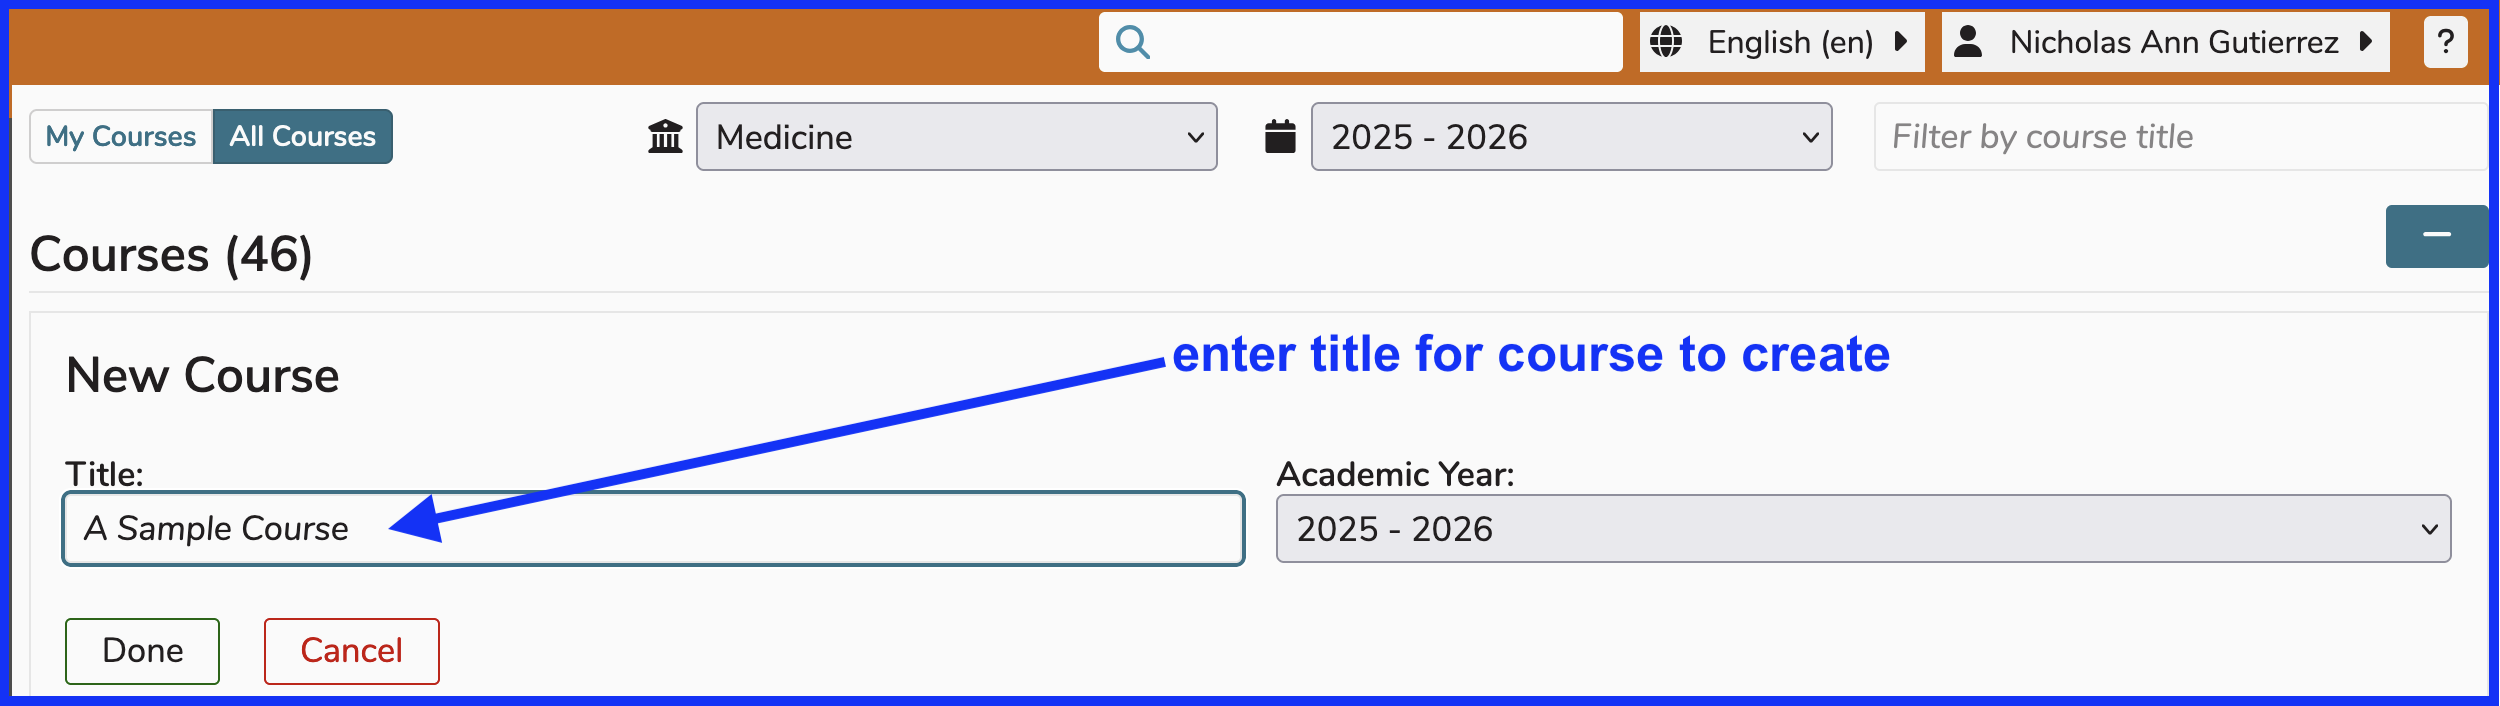 English (en)
Nicholas Ann Gutierrez
?
My Courses
All Courses
Medicine
2025 - 2026
Filter by course title
Courses (46)
enter title for course to create
New Course
Title:
Academic Year:
A Sample Course
2025 - 2026
Done
Cancel